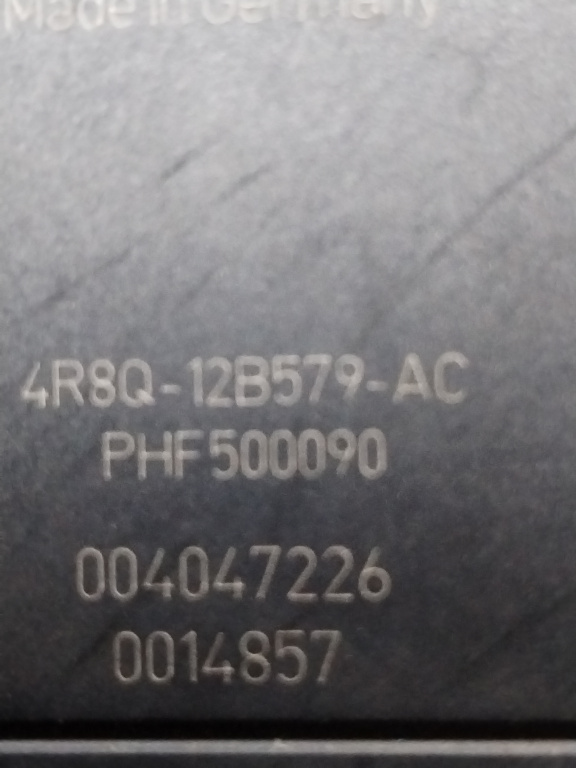 Made in Germany
4R8Q-12B579-AC
PHF500090
004047226
0014857